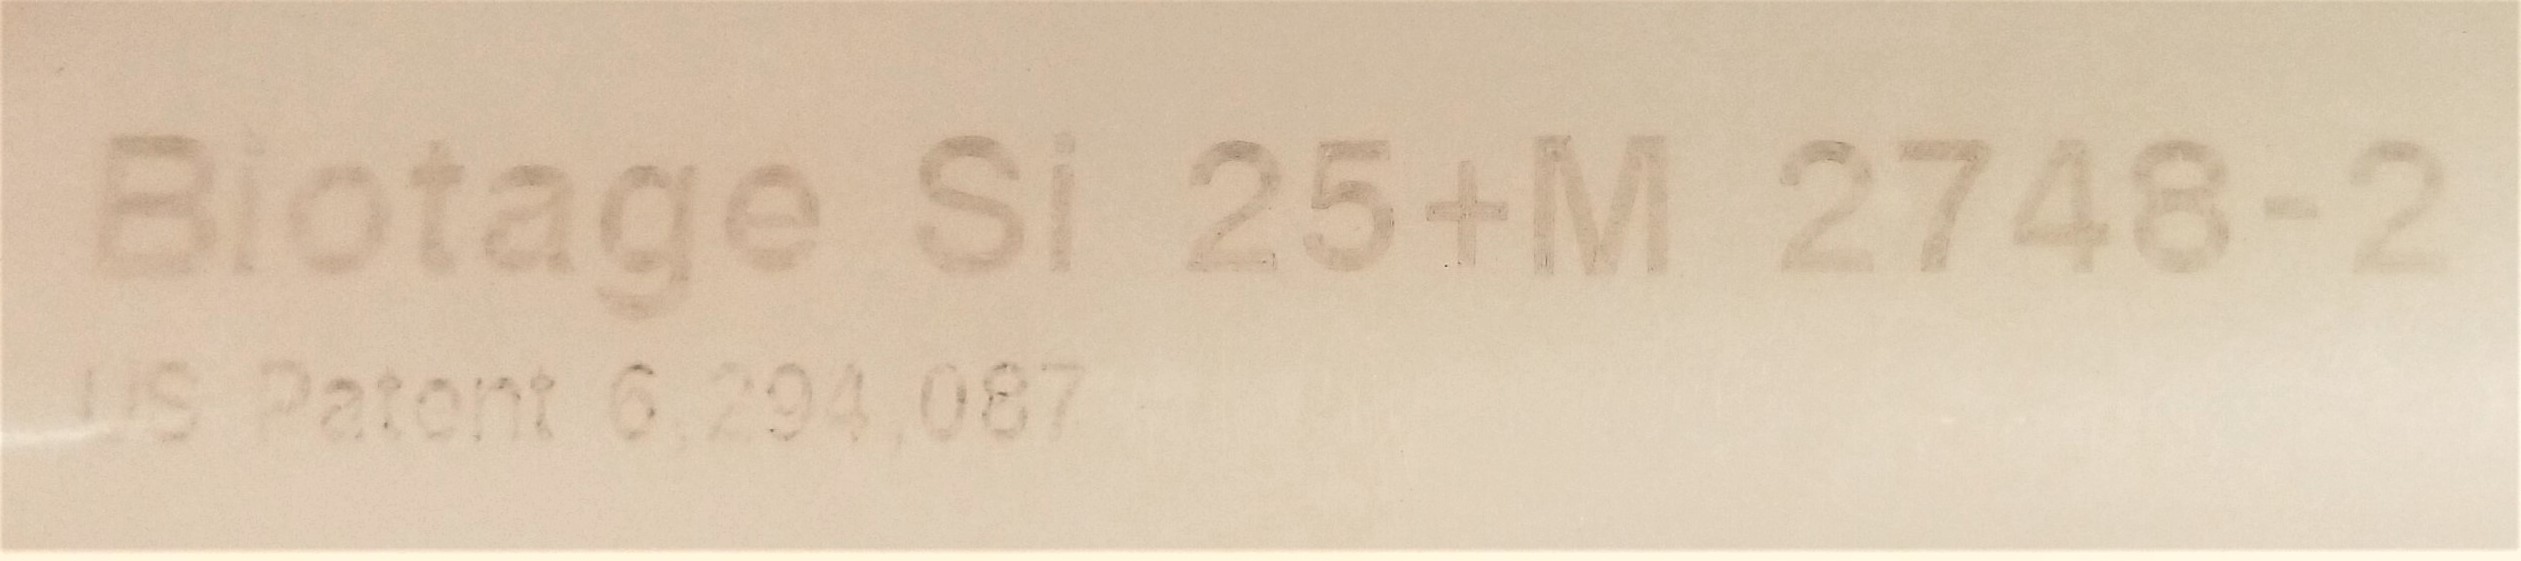 Biotage Si 25+M 2748-2
US Patent 6,294,087